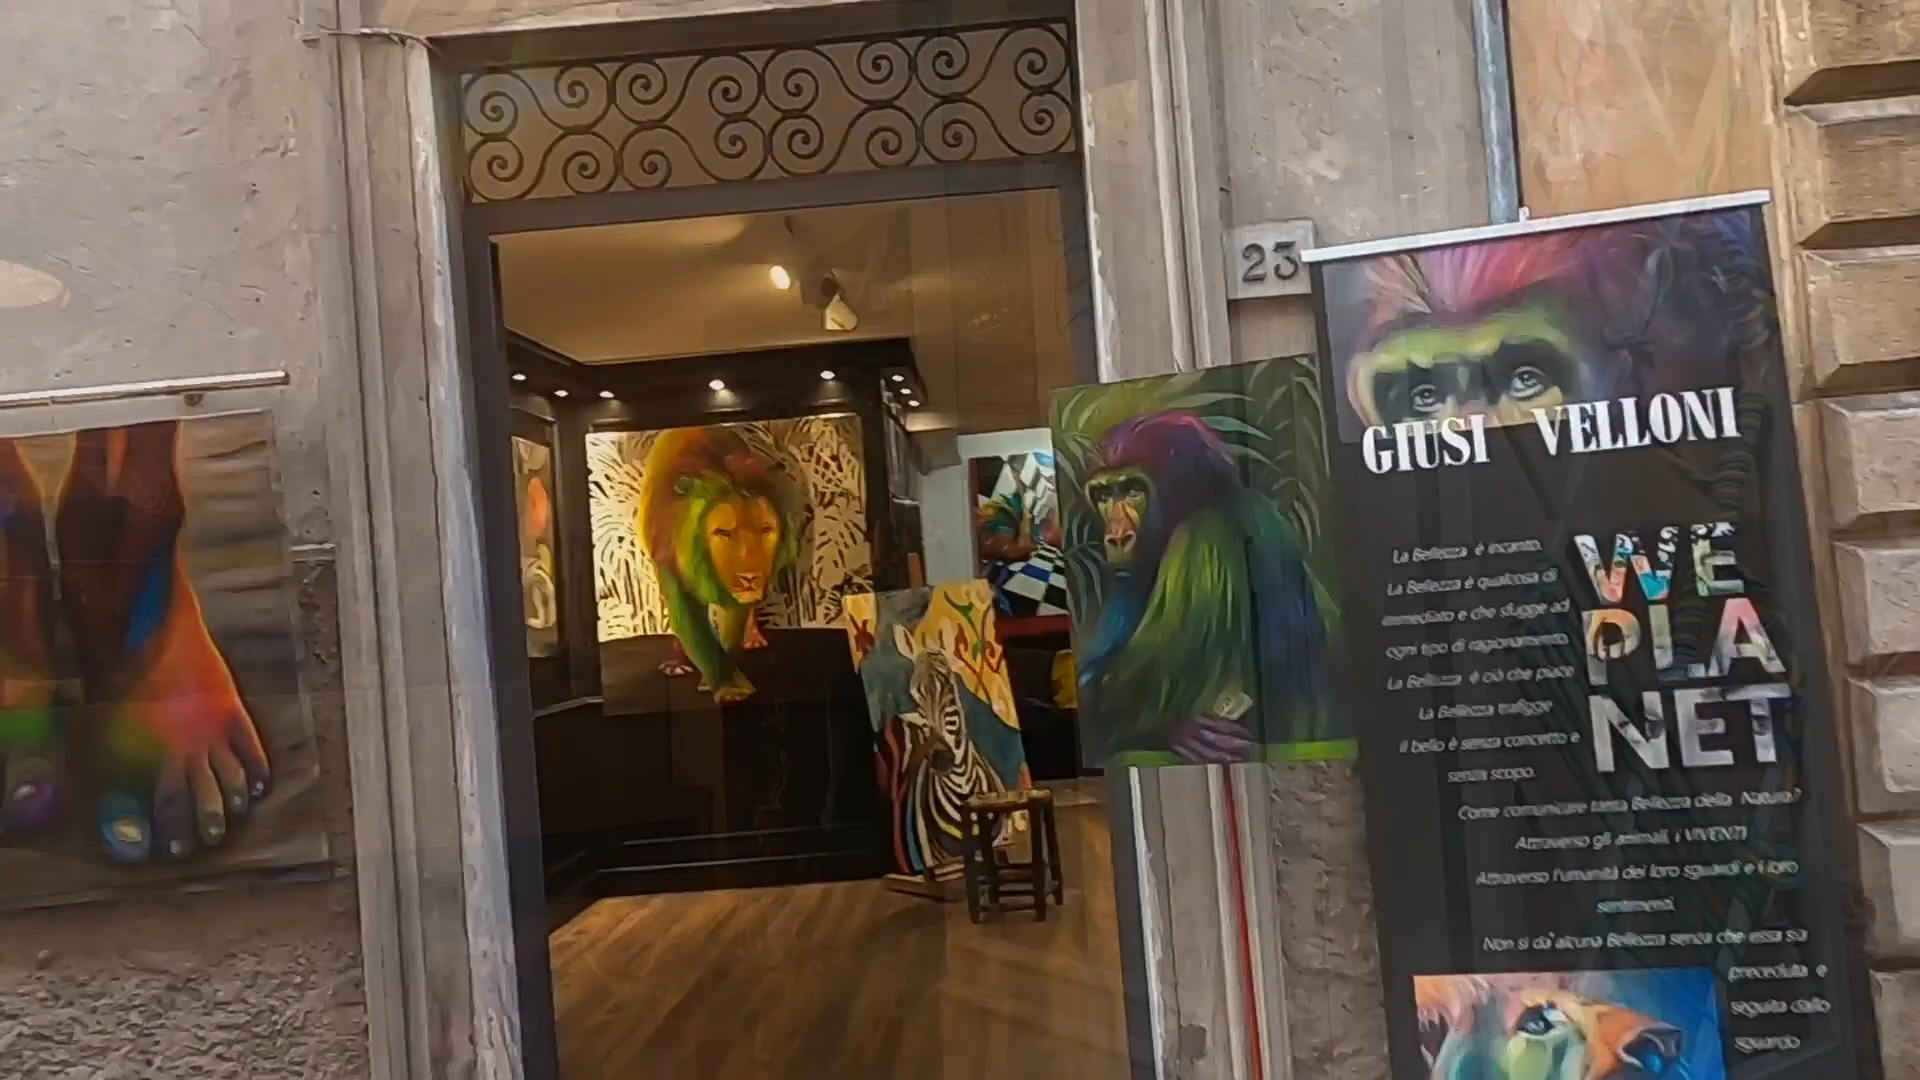 23
GIUSI VELLONI
WE
PLA
NET
La Bellezza è incanto.
La Bellezza è qualcosa di
immediato e che sfugge ad
ogni tipo di ragionamento
La Bellezza è ciò che piace
La Bellezza trafigge
Il bello è senza concetto e
senza scopo.
Come comunicare tanta Bellezza della Natura?
Attraverso gli animali, i VIVENTI
Attraverso l'umanità dei loro sguardi e i loro
sentimenti.
Non si da' alcuna Bellezza senza che essa sia
preceduta e
seguita dallo
sguardo